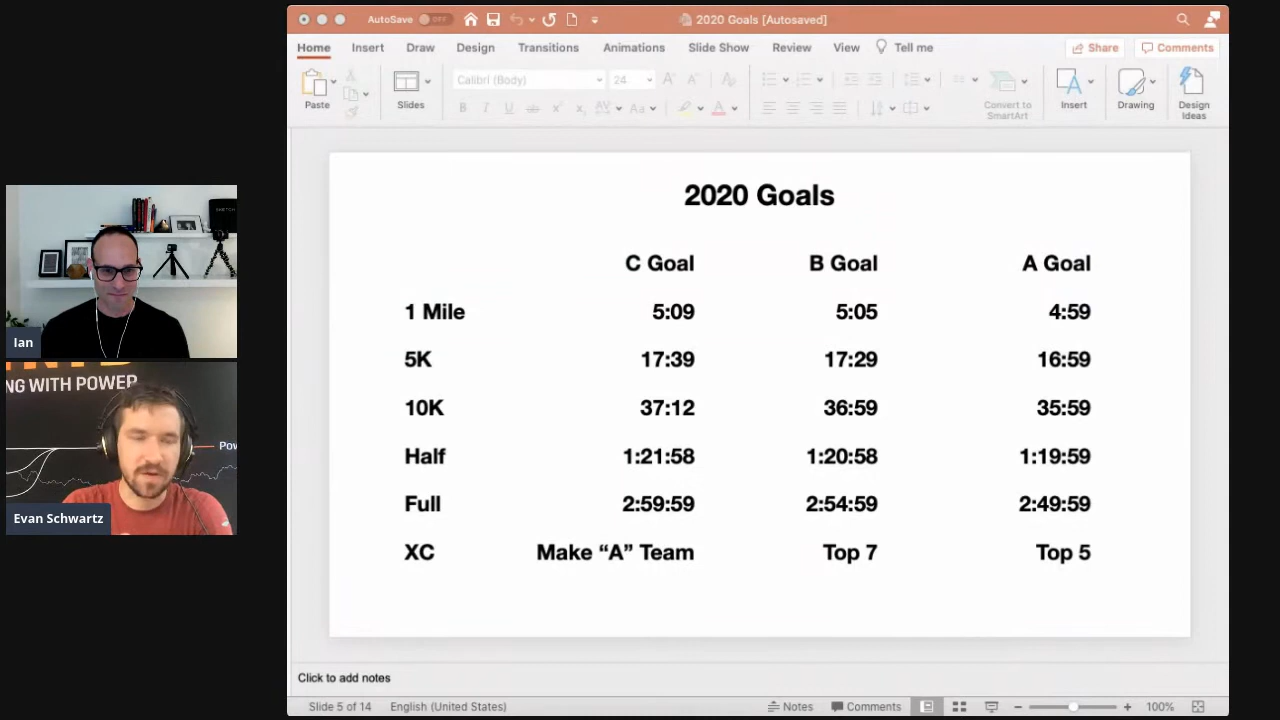 AutoSave OFF
2020 Goals [Autosaved]
Home Insert Draw Design Transitions Animations Slide Show Review View Tell me Share Comments
Calibri (Body) 24
Paste Slides Convert to SmartArt Insert Drawing Design Ideas
2020 Goals
C Goal B Goal A Goal
1 Mile 5:09 5:05 4:59
5K 17:39 17:29 16:59
10K 37:12 36:59 35:59
Half 1:21:58 1:20:58 1:19:59
Full 2:59:59 2:54:59 2:49:59
XC Make “A” Team Top 7 Top 5
Click to add notes
Slide 5 of 14 English (United States) Notes Comments 100%
Ian
NG WITH POWER
Pow
Evan Schwartz